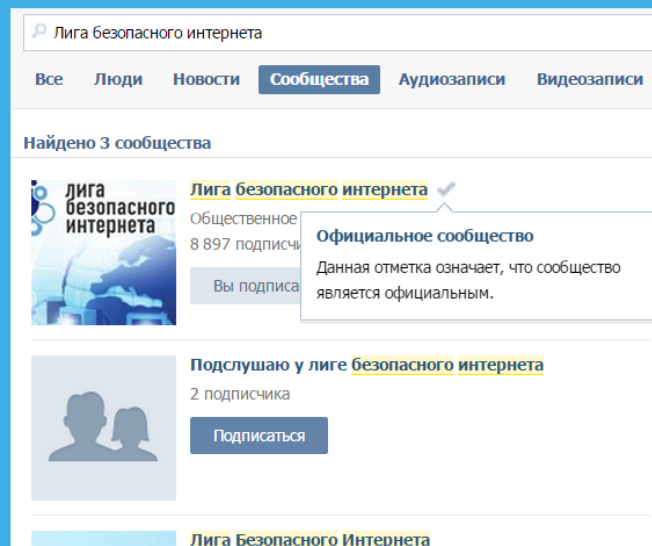 Лига безопасного интернета
Все Люди Новости Сообщества Аудиозаписи Видеозаписи
Найдено 3 сообщества
лига
безопасного
интернета
Лига безопасного интернета
Общественное
8 897 подписчи
Вы подписа
Официальное сообщество
Данная отметка означает, что сообщество
является официальным.
Подслушаю у лиге безопасного интернета
2 подписчика
Подписаться
Лига Безопасного Интернета